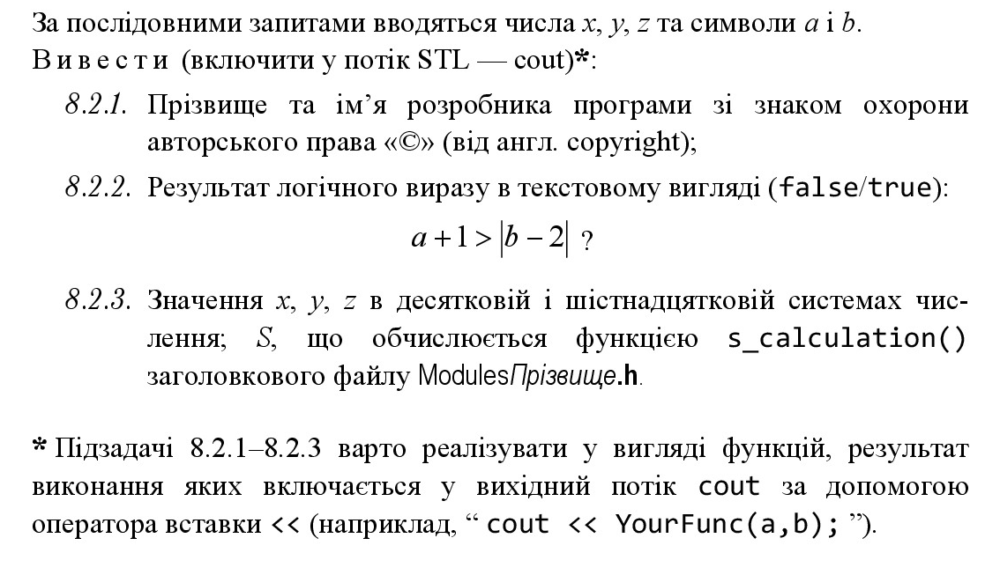 За послідовними запитами вводяться числа x, y, z та символи a і b.
Вивести (включити у потік STL — cout)*:
8.2.1. Прізвище та ім’я розробника програми зі знаком охорони
авторського права «©» (від англ. copyright);
8.2.2. Результат логічного виразу в текстовому вигляді (false/true):
a + 1 > |b − 2| ?
8.2.3. Значення x, y, z в десятковій і шістнадцятковій системах чис-
лення; S, що обчислюється функцією s_calculation()
заголовкового файлу ModulesПрізвище.h.
* Підзадачі 8.2.1–8.2.3 варто реалізувати у вигляді функцій, результат
виконання яких включається у вихідний потік cout за допомогою
оператора вставки << (наприклад, “ cout << YourFunc(a,b); ”).